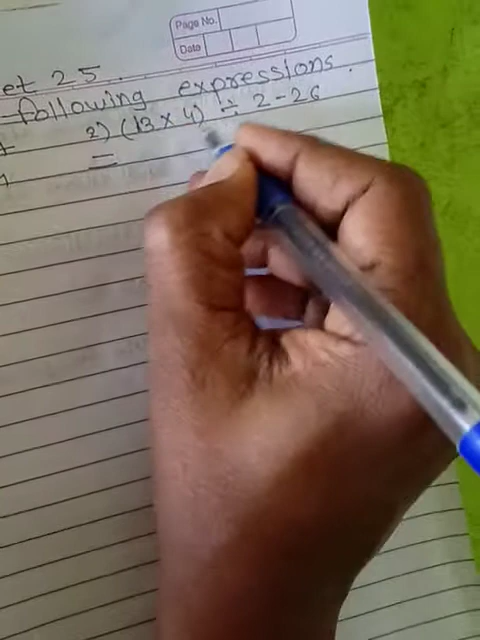 Page No.
Date
et 25.
following expressions.
2) (13 × 4) ÷ 2 - 26
=